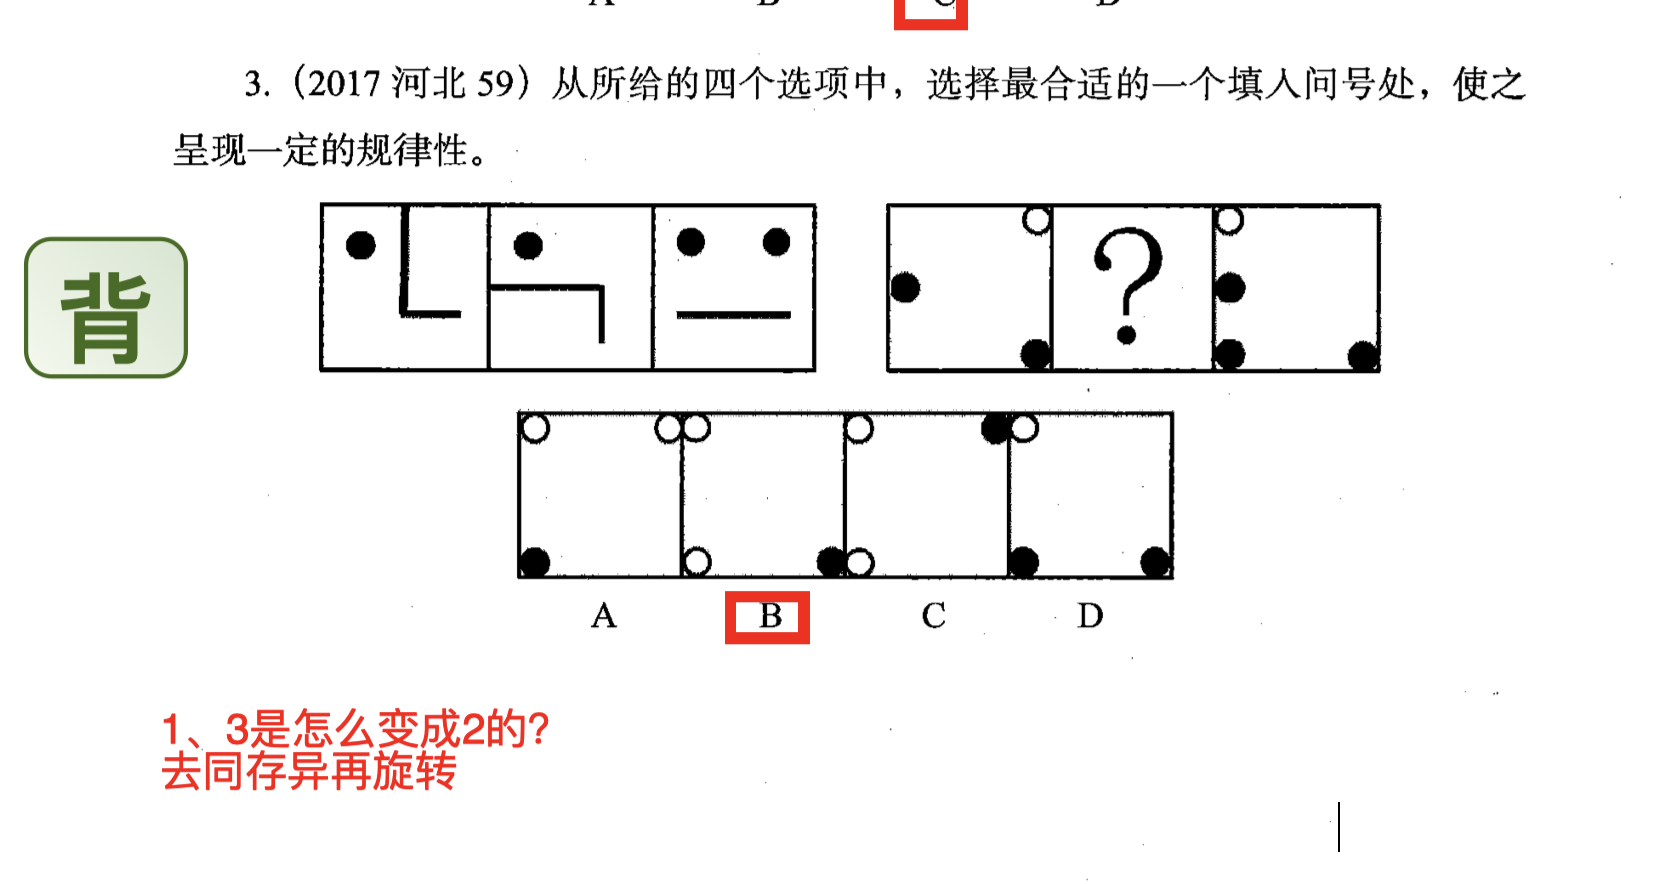 A B C D
3.（2017 河北 59）从所给的四个选项中，选择最合适的一个填入问号处，使之
呈现一定的规律性。
背
?
A B C D
1、3是怎么变成2的?
去同存异再旋转